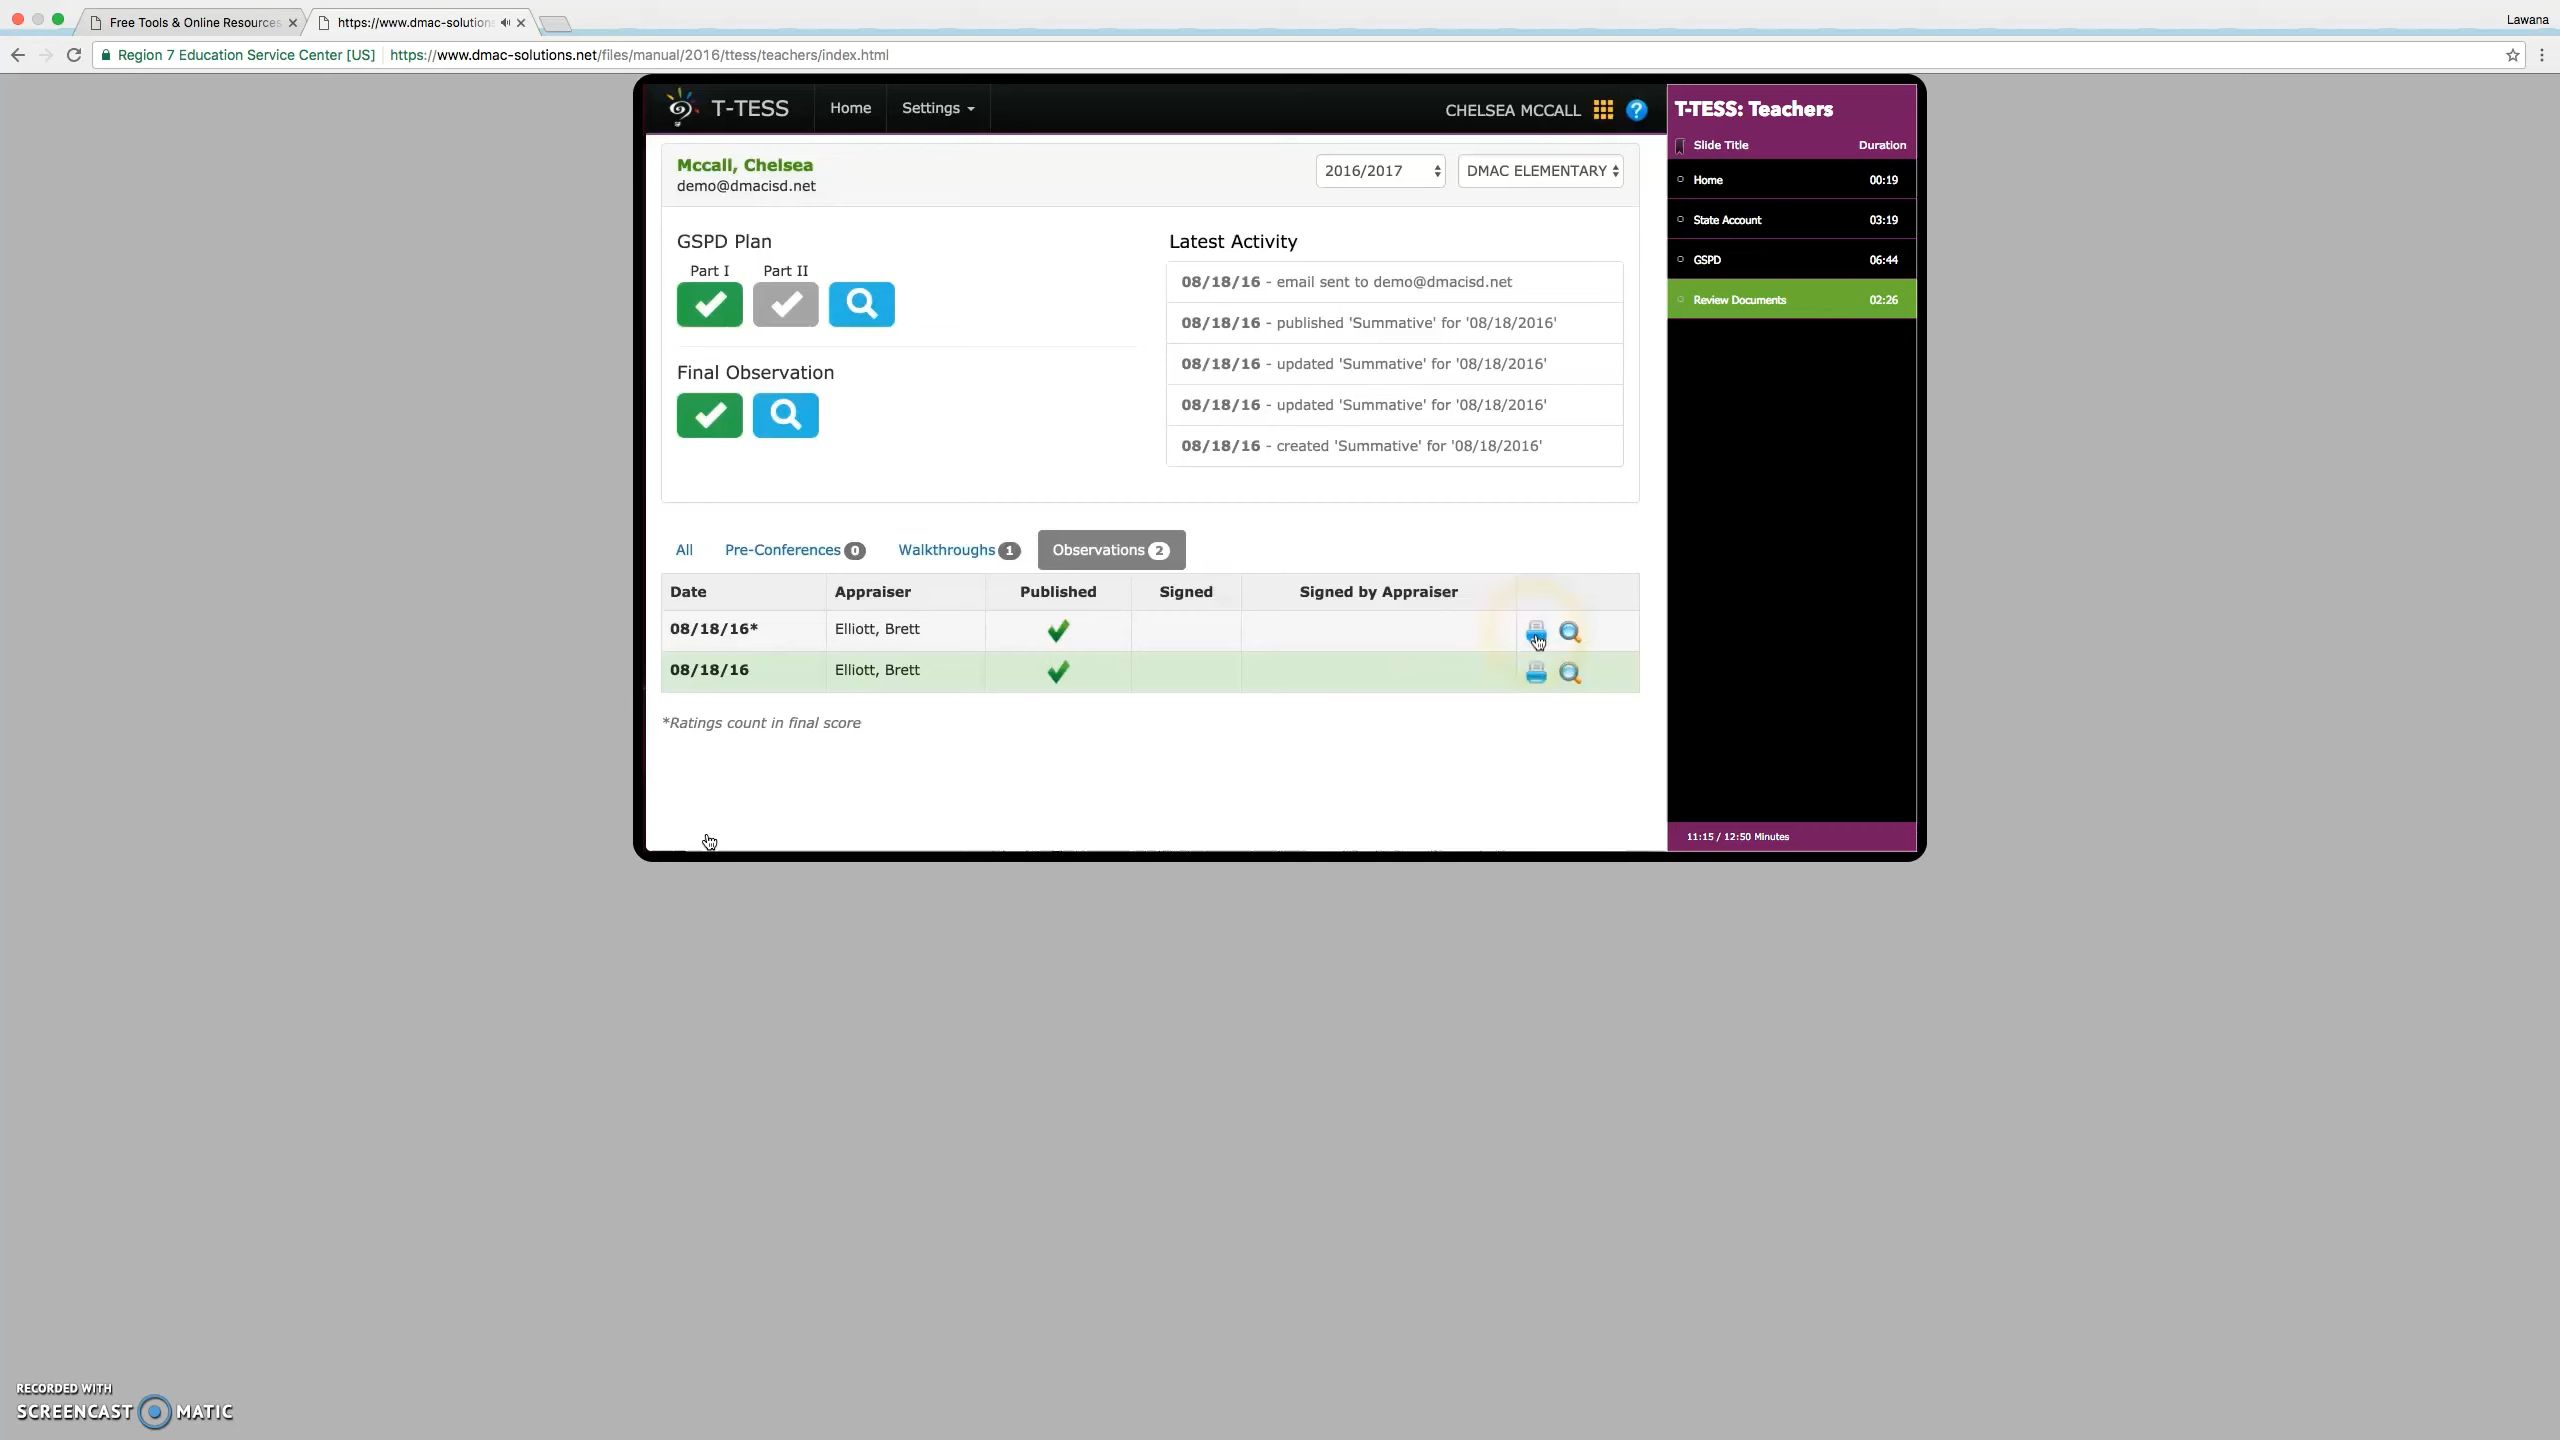 Free Tools & Online Resources
https://www.dmac-solution
Lawana
Region 7 Education Service Center [US]
https://www.dmac-solutions.net/files/manual/2016/ttess/teachers/index.html
T-TESS
Home
Settings
CHELSEA MCCALL
?
Mccall, Chelsea
demo@dmacisd.net
2016/2017
DMAC ELEMENTARY
GSPD Plan
Part I
Part II
Final Observation
Latest Activity
08/18/16 - email sent to demo@dmacisd.net
08/18/16 - published 'Summative' for '08/18/2016'
08/18/16 - updated 'Summative' for '08/18/2016'
08/18/16 - updated 'Summative' for '08/18/2016'
08/18/16 - created 'Summative' for '08/18/2016'
All
Pre-Conferences 0
Walkthroughs 1
Observations 2
Date Appraiser Published Signed Signed by Appraiser
08/18/16* Elliott, Brett
08/18/16 Elliott, Brett
*Ratings count in final score
T-TESS: Teachers
Slide Title Duration
Home 00:19
State Account 03:19
GSPD 06:44
Review Documents 02:26
11:15 / 12:50 Minutes
RECORDED WITH
SCREENCAST MATIC